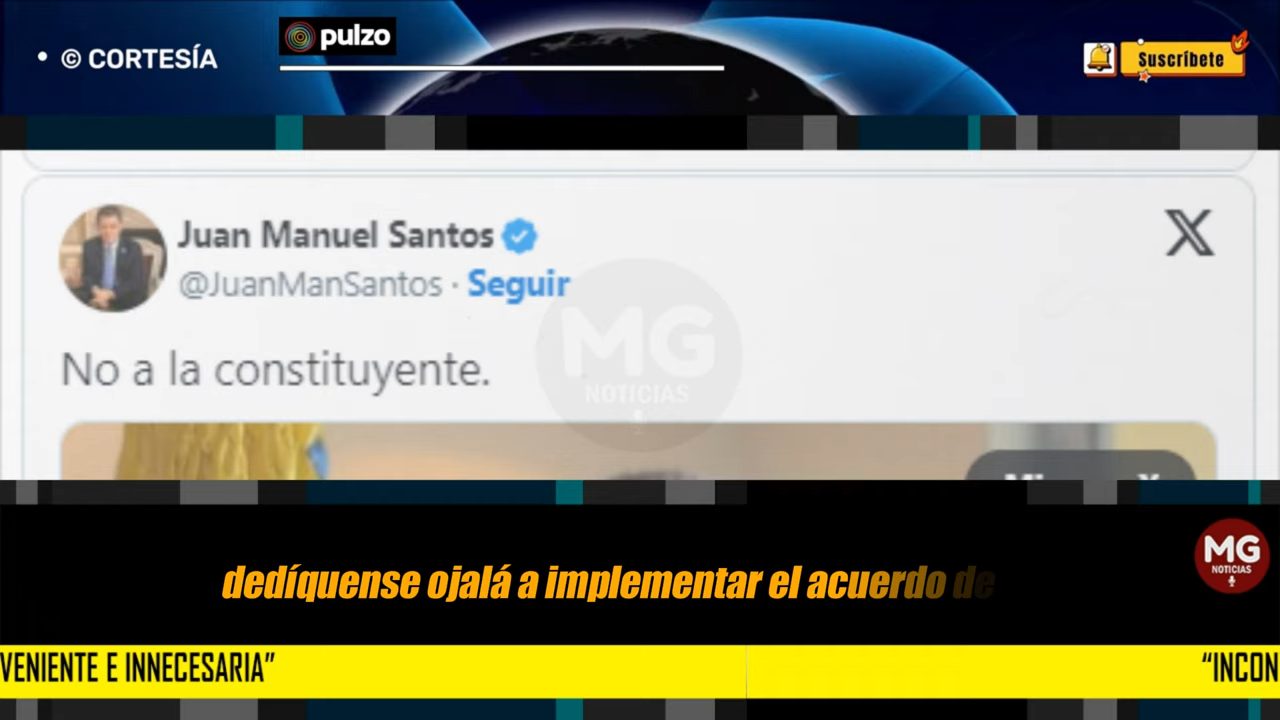 • © CORTESÍA
pulzo
Suscríbete
Juan Manuel Santos
@JuanManSantos · Seguir
No a la constituyente.
MG
NOTICIAS
dedíquense ojalá a implementar el acuerdo de
MG
NOTICIAS
VENIENTE E INNECESARIA”
“INCON